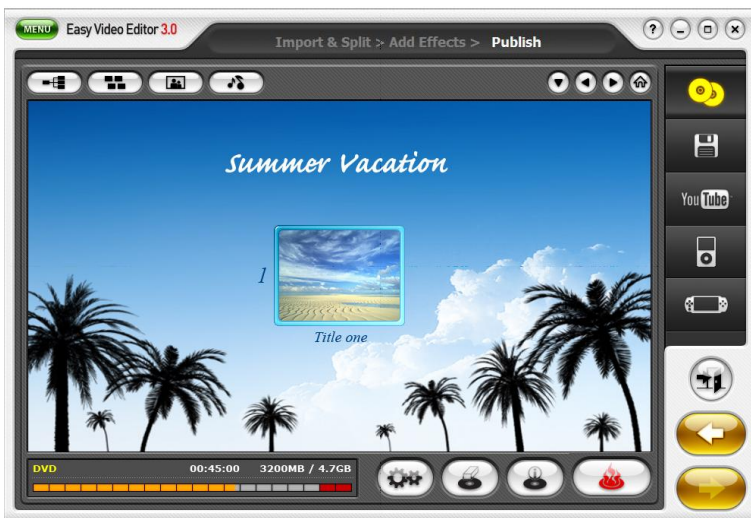 MENU Easy Video Editor 3.0
Import & Split > Add Effects > Publish
?
Summer Vacation
You Tube
1
Title one
DVD 00:45:00 3200MB / 4.7GB